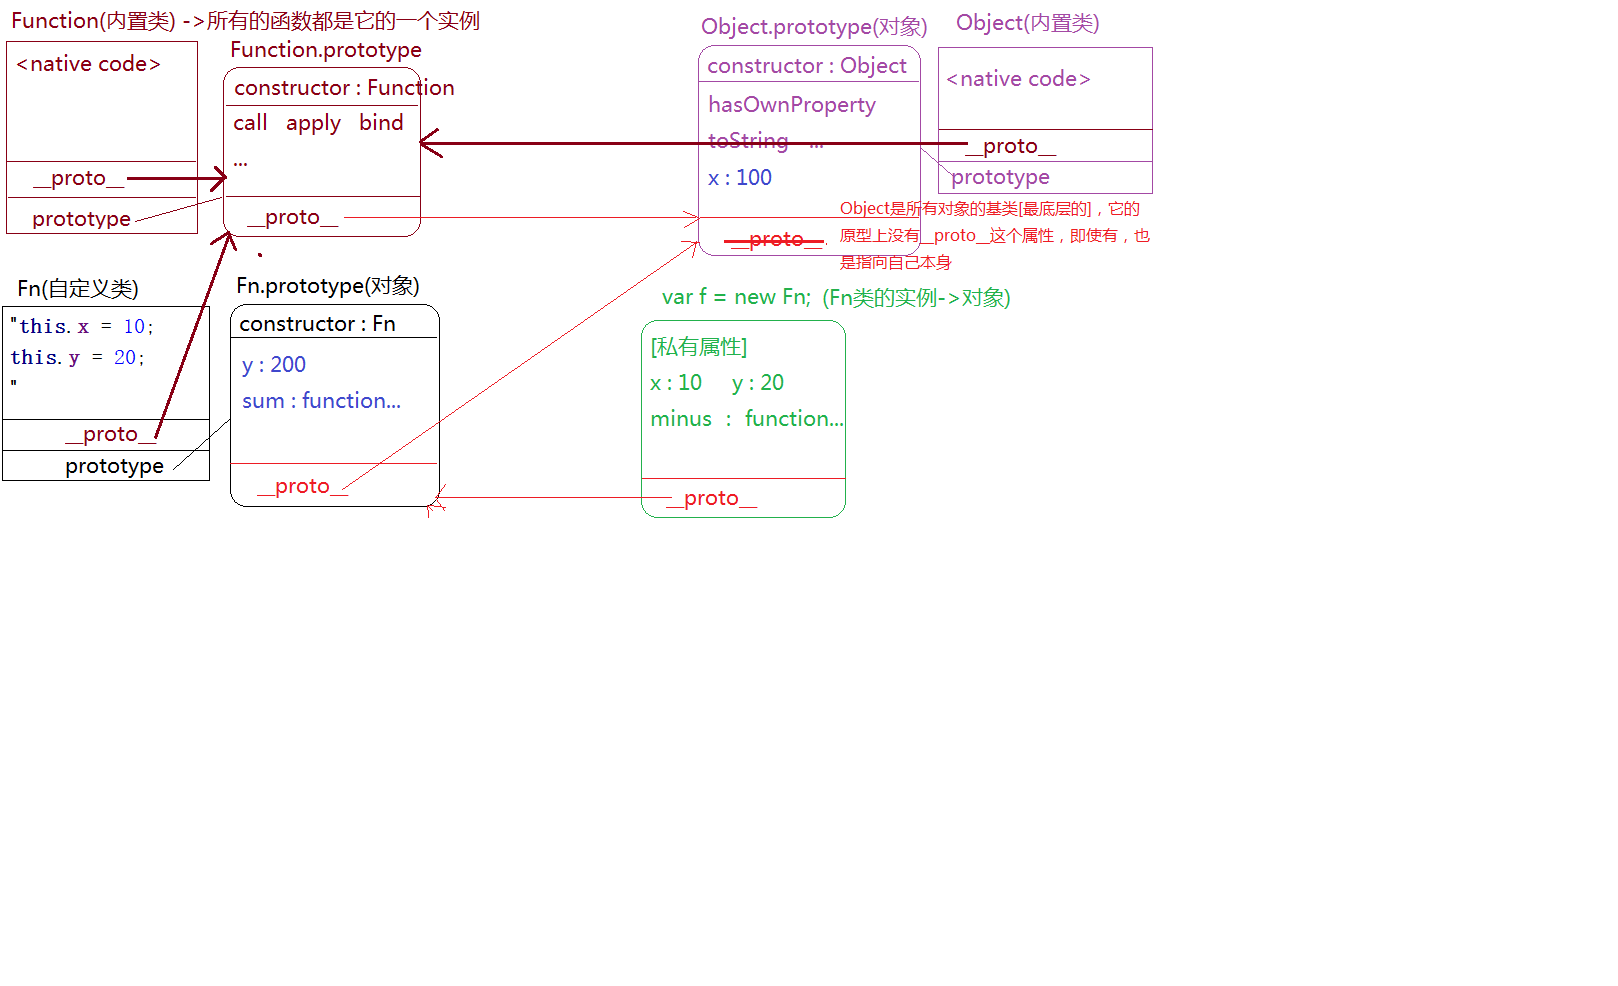 Function(内置类) ->所有的函数都是它的一个实例
<native code>
__proto__
prototype
Function.prototype
constructor : Function
call apply bind
...
__proto__
Object.prototype(对象)
constructor : Object
hasOwnProperty
toString ...
x : 100
__proto__
Object(内置类)
<native code>
__proto__
prototype
Object是所有对象的基类[最底层的]，它的
原型上没有__proto__这个属性，即使有，也
是指向自己本身
Fn(自定义类)
"this.x = 10;
this.y = 20;
"
__proto__
prototype
Fn.prototype(对象)
constructor : Fn
y : 200
sum : function...
__proto__
var f = new Fn; (Fn类的实例->对象)
[私有属性]
x : 10 y : 20
minus : function...
__proto__